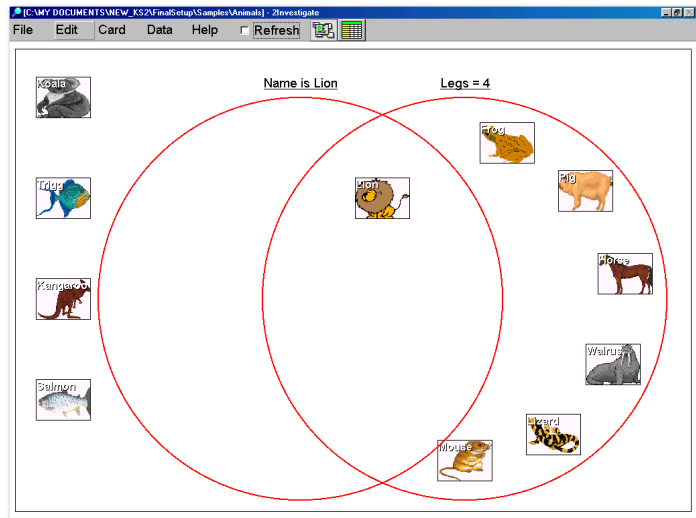 [C:\MY DOCUMENTS\NEW_KS2\FinalSetup\Samples\Animals] - 2Investigate
File Edit Card Data Help Refresh
Name is Lion Legs = 4
Koala
Frog
Pig
Trigg
Lion
Horse
Kangaroo
Walrus
Salmon
Lizard
Mouse